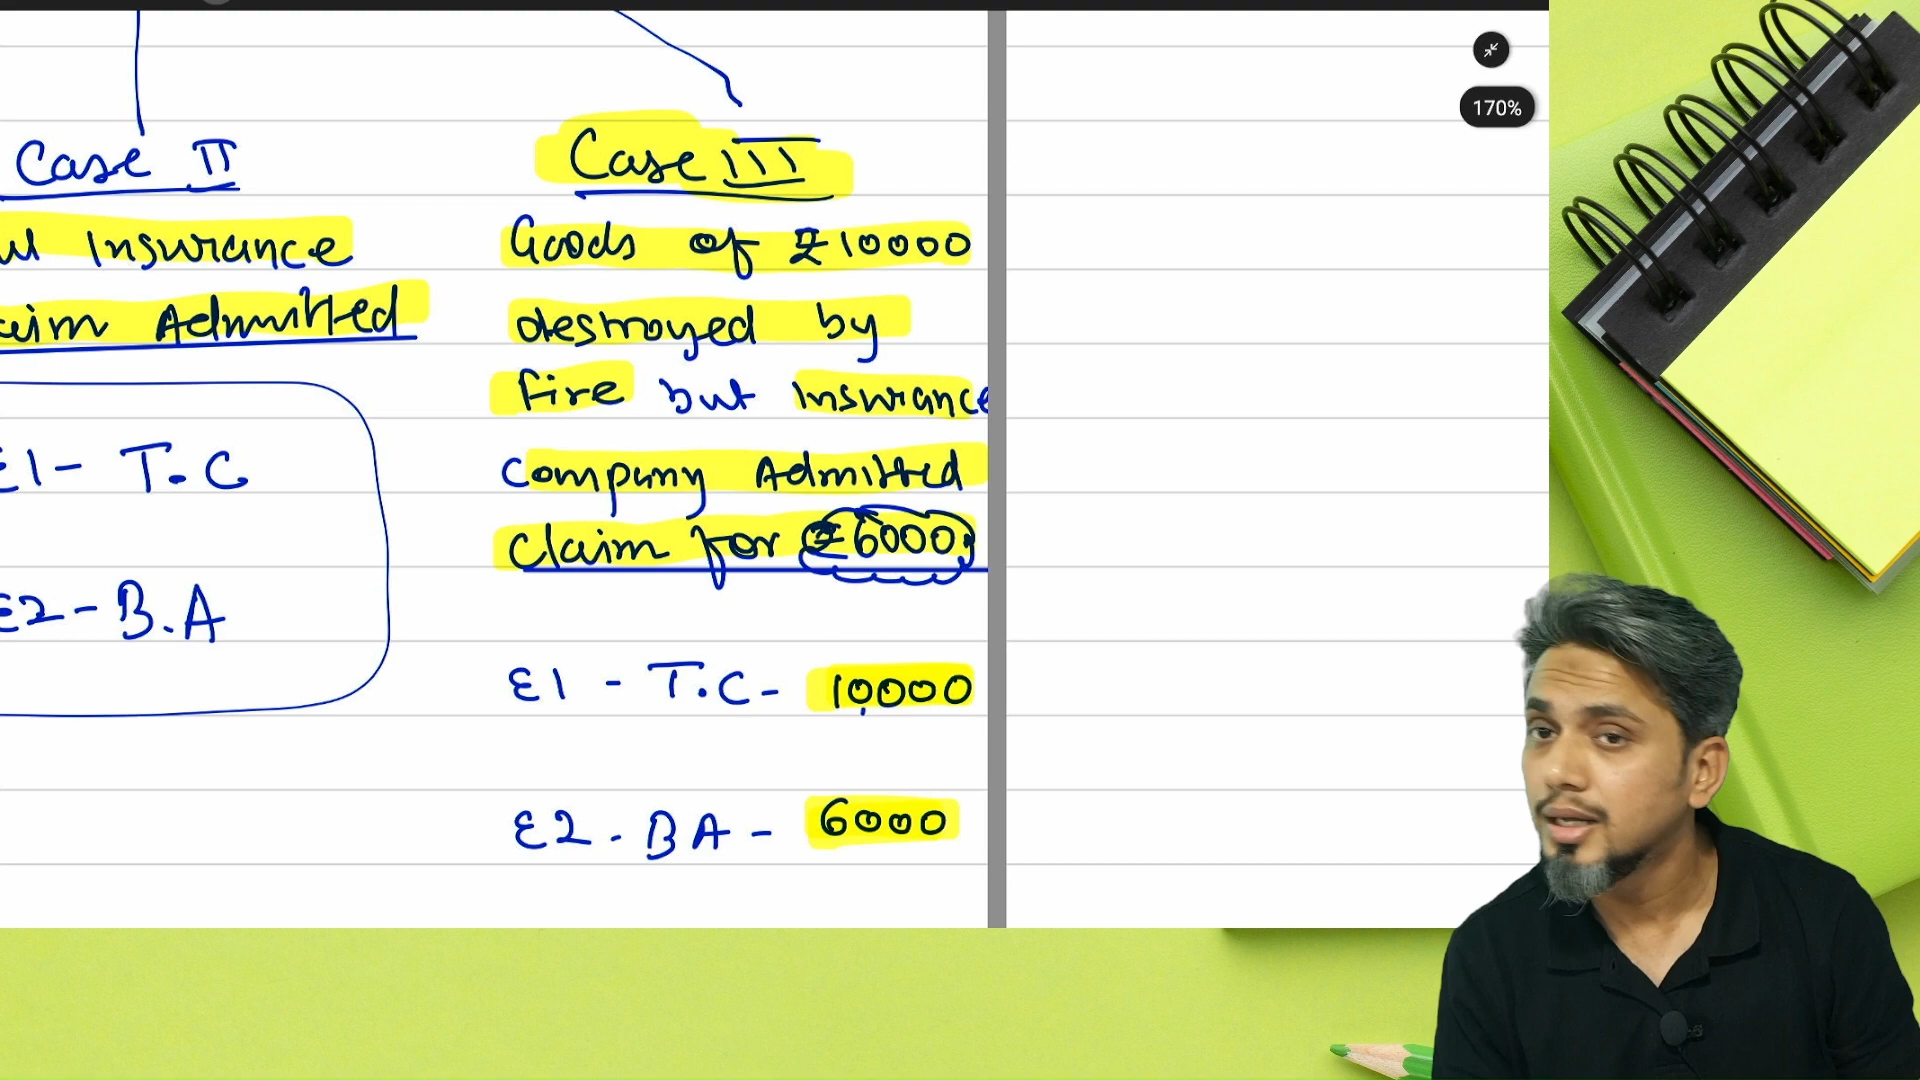 170%
Case II
Insurance
Admitted
E1- T.C
E2-B.A
Case III
Goods of ₹10000
destroyed by
fire but Insurance
Company Admitted
Claim for ₹6000
E1 - T.C- 10000
E2 - BA - 6000